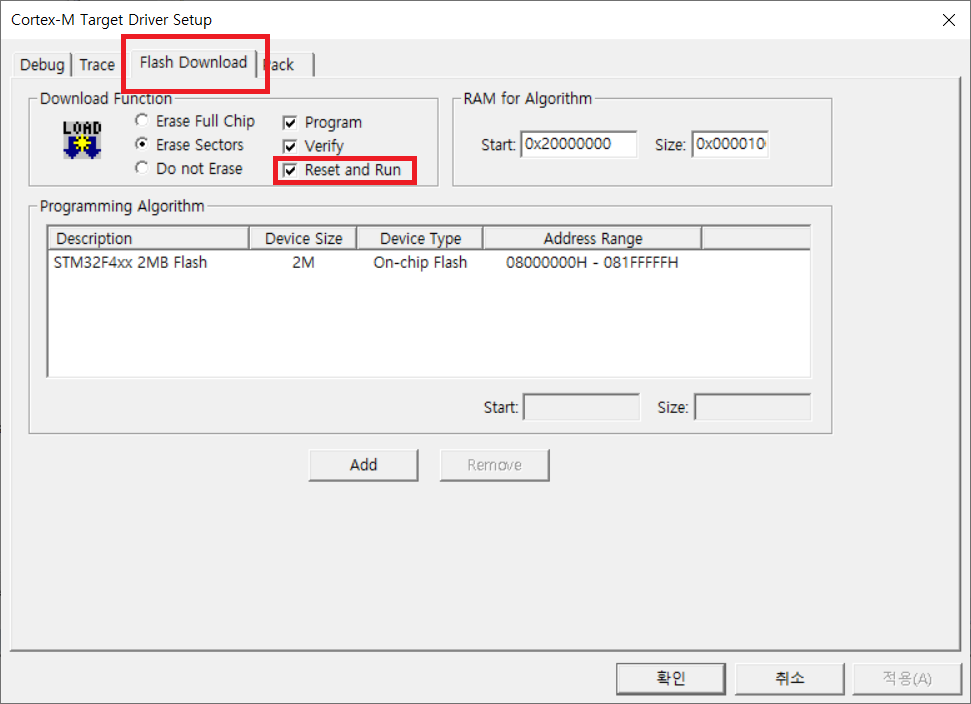 Cortex-M Target Driver Setup
Debug Trace Flash Download Pack
Download Function
LOAD
Erase Full Chip
Erase Sectors
Do not Erase
Program
Verify
Reset and Run
RAM for Algorithm
Start: 0x20000000 Size: 0x000010
Programming Algorithm
Description Device Size Device Type Address Range
STM32F4xx 2MB Flash 2M On-chip Flash 08000000H - 081FFFFFH
Start: Size:
Add Remove
확인 취소 적용(A)